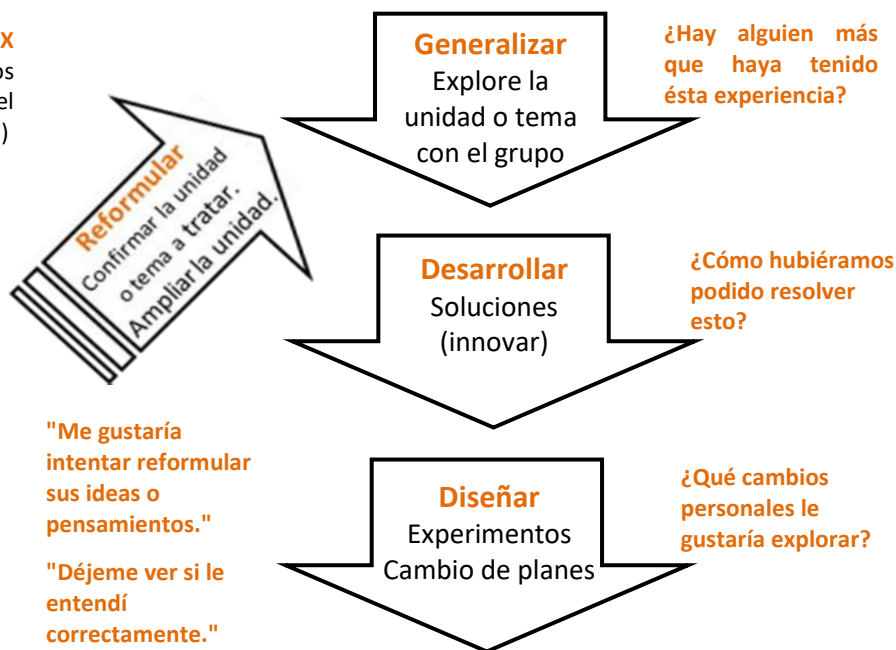 X
os
el
)
Reformular
Confirmar la unidad
o tema a tratar.
Ampliar la unidad.
Generalizar
Explore la
unidad o tema
con el grupo
¿Hay alguien más
que haya tenido
ésta experiencia?
Desarrollar
Soluciones
(innovar)
¿Cómo hubiéramos
podido resolver
esto?
"Me gustaría
intentar reformular
sus ideas o
pensamientos."
"Déjeme ver si le
entendí
correctamente."
Diseñar
Experimentos
Cambio de planes
¿Qué cambios
personales le
gustaría explorar?